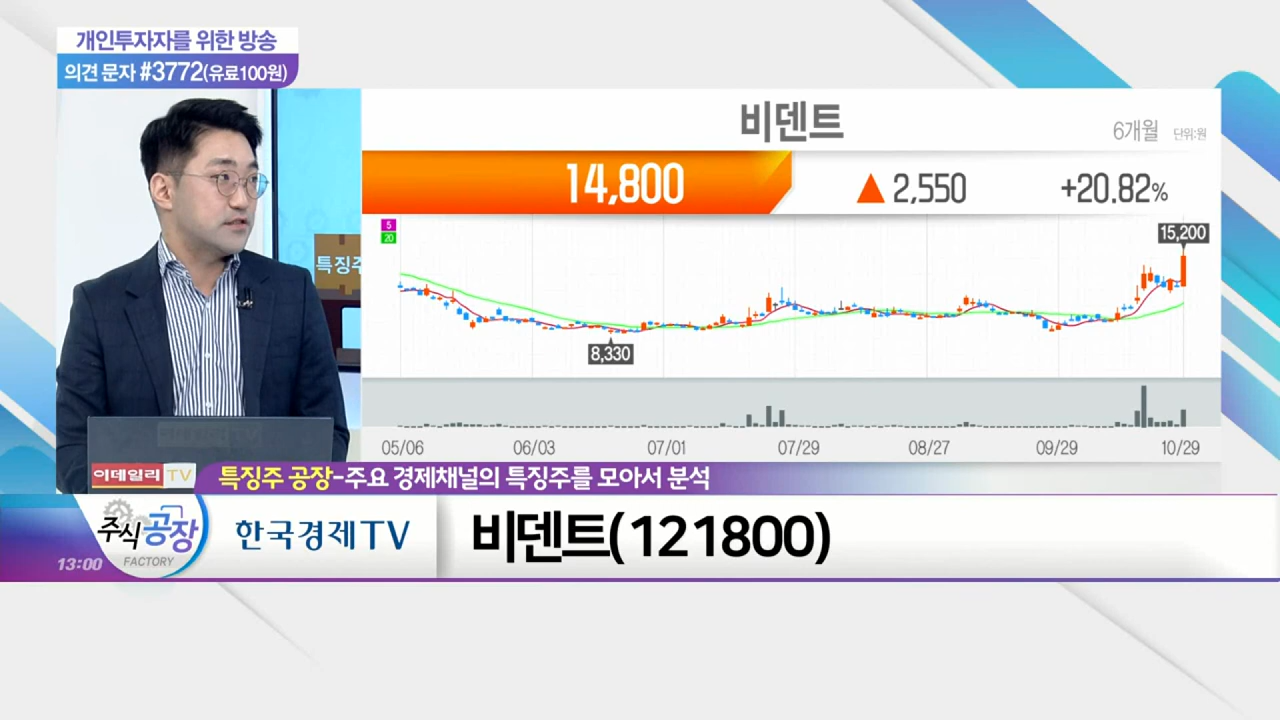 개인투자자를 위한 방송
의견 문자 #3772(유료100원)
비덴트
6개월 단위:원
14,800 ▲ 2,550 +20.82%
5
20
15,200
특징주
8,330
05/06 06/03 07/01 07/29 08/27 09/29 10/29
이데일리 TV
특징주 공장-주요 경제채널의 특징주를 모아서 분석
주식공장
FACTORY
13:00
한국경제TV
비덴트(121800)